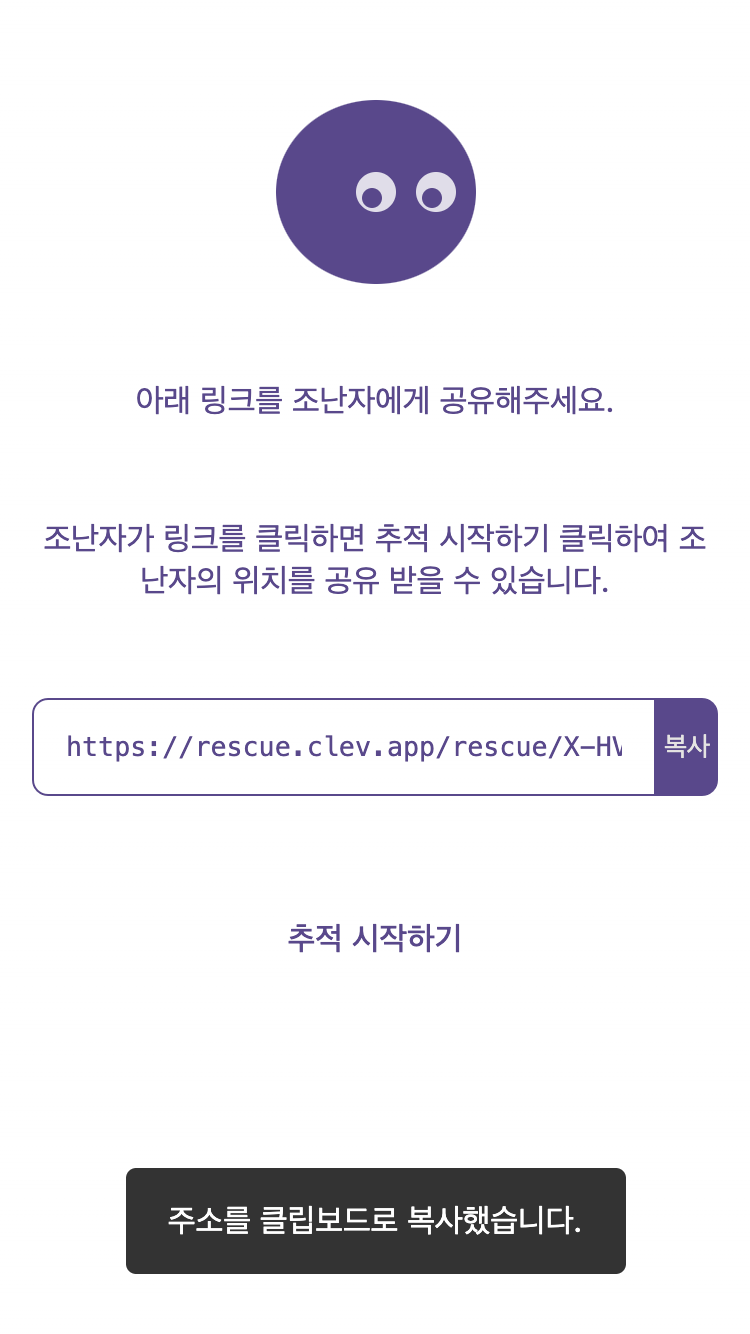 아래 링크를 조난자에게 공유해주세요.
조난자가 링크를 클릭하면 추적 시작하기 클릭하여 조
난자의 위치를 공유 받을 수 있습니다.
https://rescue.clev.app/rescue/X-HV
복사
추적 시작하기
주소를 클립보드로 복사했습니다.